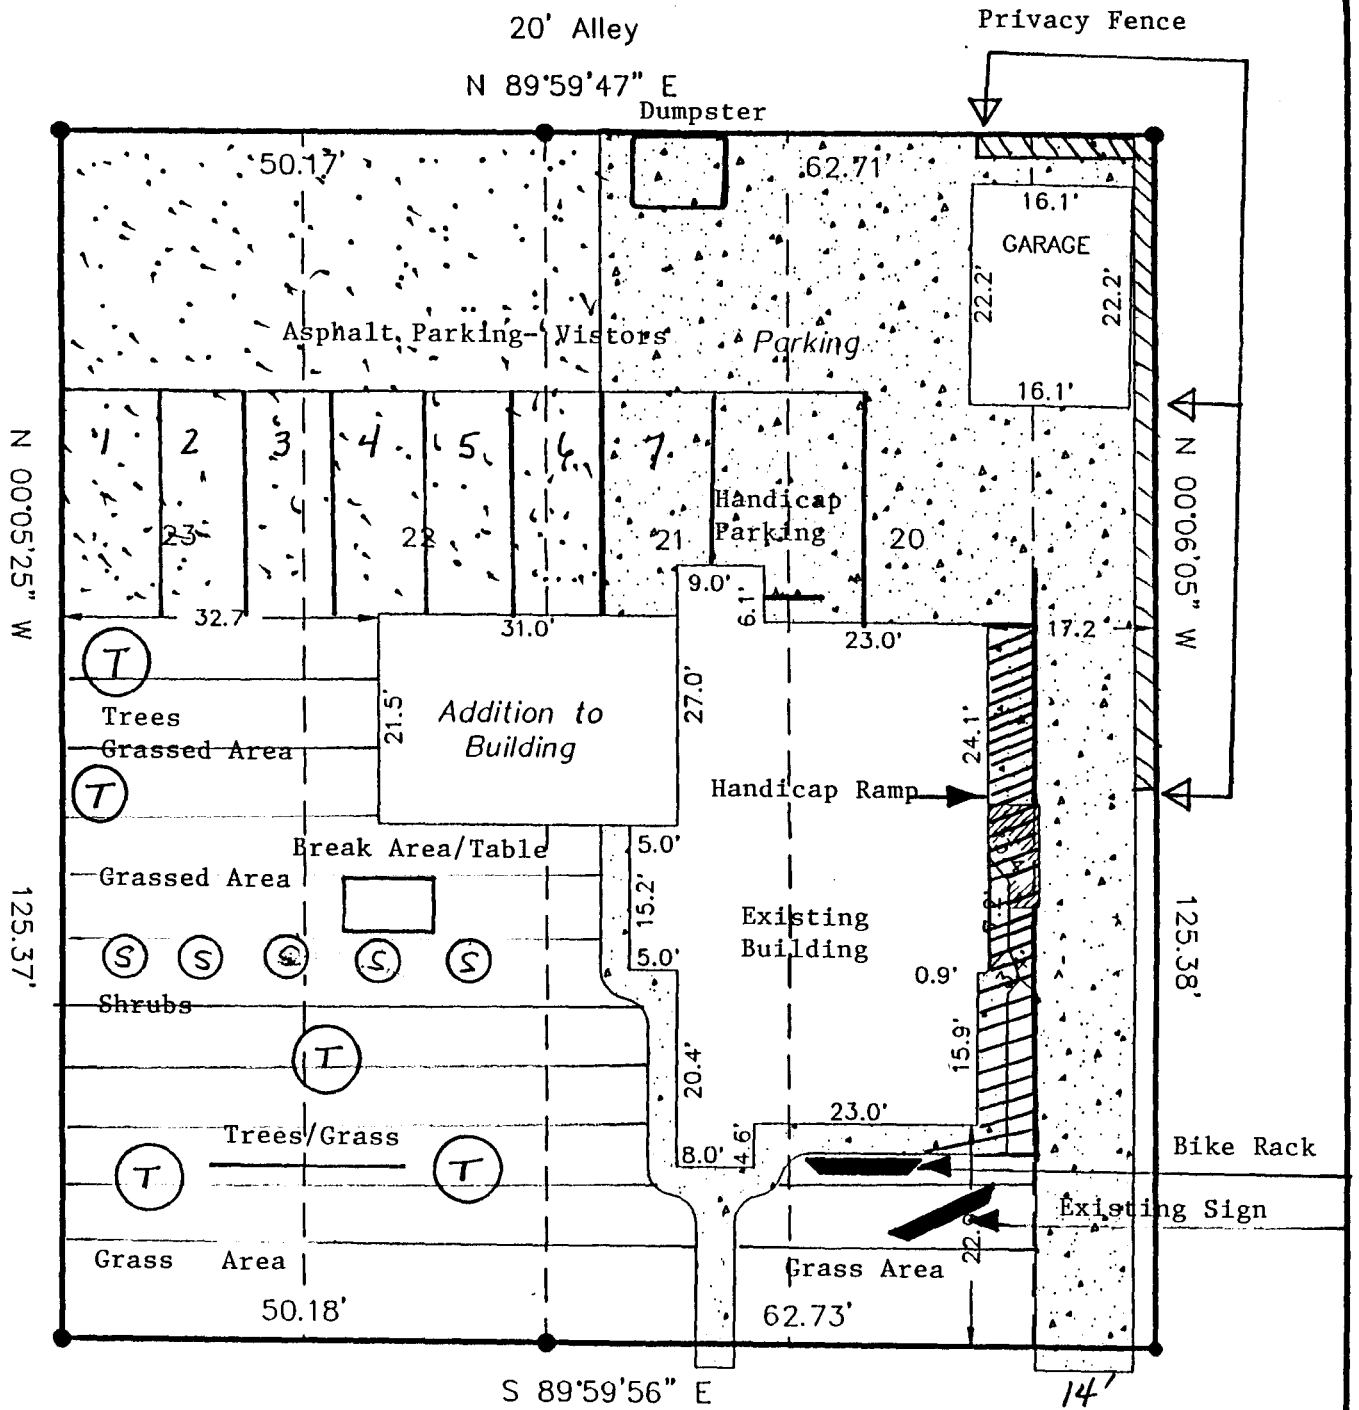 Privacy Fence
20' Alley
N 89°59'47" E
Dumpster
50.17'
62.71'
16.1'
GARAGE
22.2'
22.2'
Asphalt Parking- Vistors
Parking
16.1'
1 2 3 4 5 6 7
Handicap
Parking
23 22 21 20
N 00°05'25" W
N 00°06'05" W
9.0'
6.1'
32.7
31.0'
23.0'
17.2
T
Trees
Grassed Area
21.5'
Addition to
Building
27.0'
24.1'
T
Handicap Ramp
Break Area/Table
5.0'
Grassed Area
15.2'
Existing
Building
125.37'
125.38'
S S S S S
5.0'
0.9'
Shrubs
T
20.4'
15.9'
23.0'
Trees/Grass
4.6'
8.0'
Bike Rack
T T
Existing Sign
Grass Area
Grass Area
50.18'
62.73'
S 89°59'56" E
14'